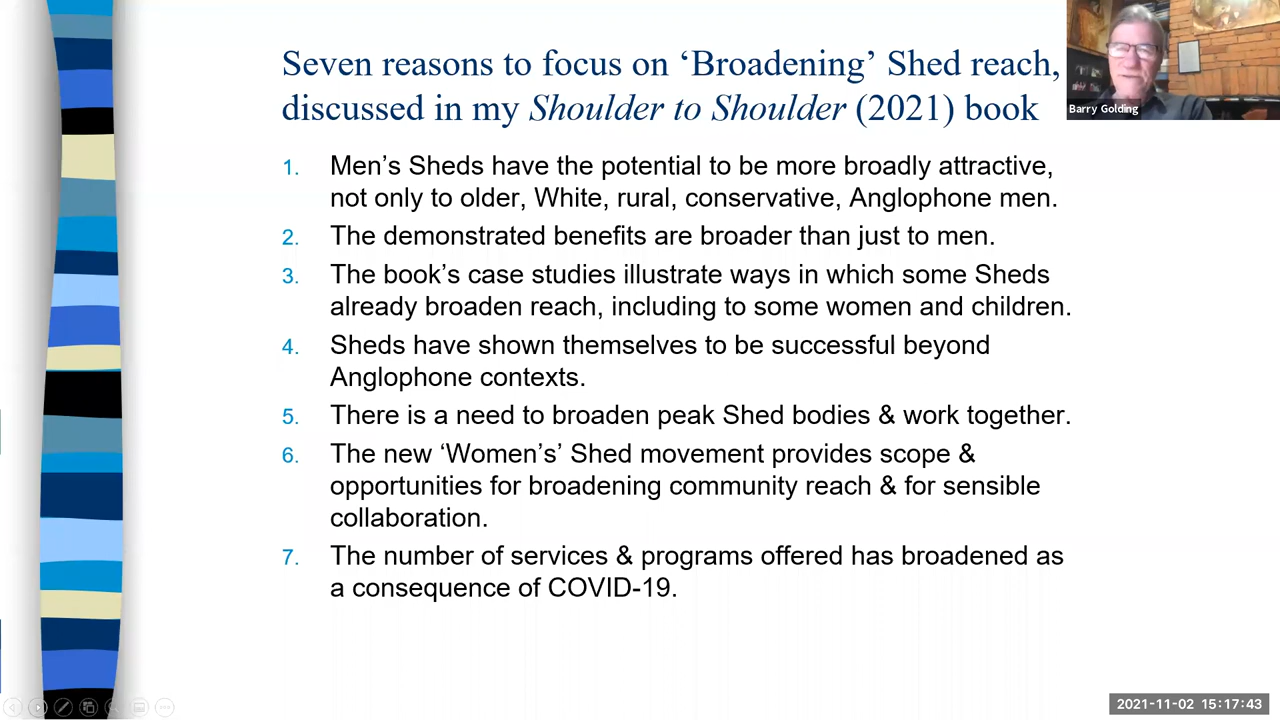 Seven reasons to focus on ‘Broadening’ Shed reach,
discussed in my Shoulder to Shoulder (2021) book
Barry Golding
1. Men’s Sheds have the potential to be more broadly attractive,
not only to older, White, rural, conservative, Anglophone men.
2. The demonstrated benefits are broader than just to men.
3. The book’s case studies illustrate ways in which some Sheds
already broaden reach, including to some women and children.
4. Sheds have shown themselves to be successful beyond
Anglophone contexts.
5. There is a need to broaden peak Shed bodies & work together.
6. The new ‘Women’s’ Shed movement provides scope &
opportunities for broadening community reach & for sensible
collaboration.
7. The number of services & programs offered has broadened as
a consequence of COVID-19.
2021-11-02 15:17:43